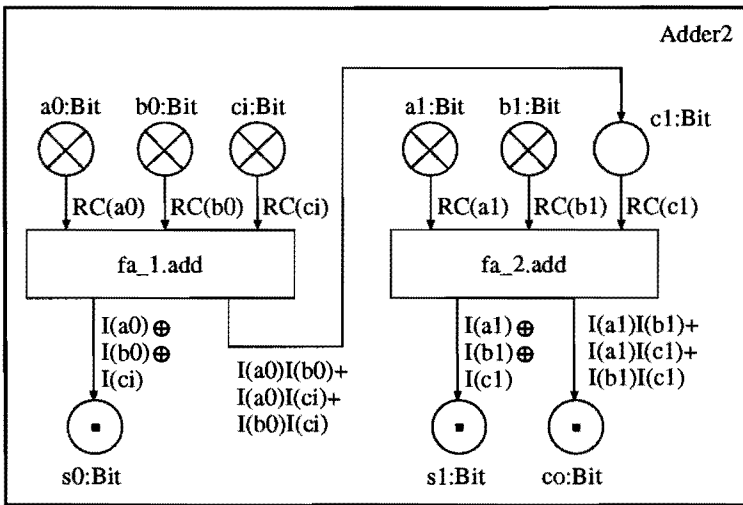 Adder2
a0:Bit b0:Bit ci:Bit a1:Bit b1:Bit c1:Bit
RC(a0) RC(b0) RC(ci) RC(a1) RC(b1) RC(c1)
fa_1.add fa_2.add
I(a0) ⊕
I(b0) ⊕
I(ci)
I(a0)I(b0)+
I(a0)I(ci)+
I(b0)I(ci)
I(a1) ⊕
I(b1) ⊕
I(c1)
I(a1)I(b1)+
I(a1)I(c1)+
I(b1)I(c1)
s0:Bit s1:Bit co:Bit